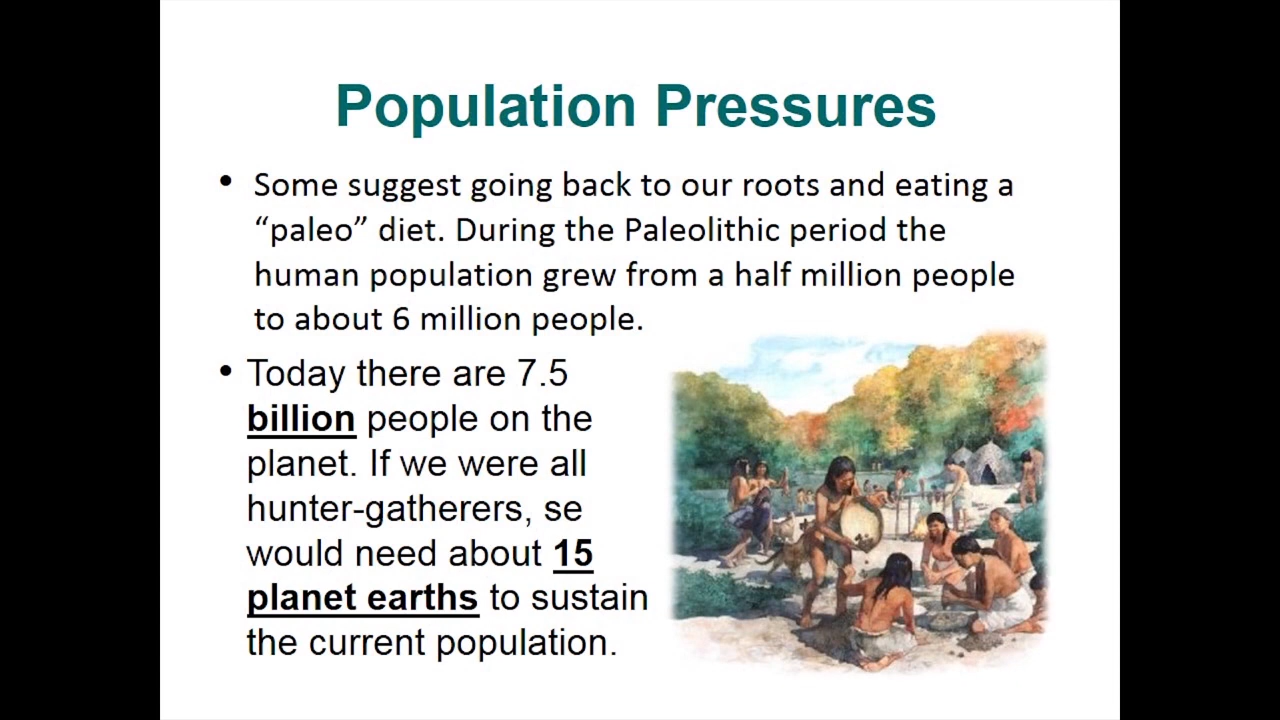 Population Pressures
• Some suggest going back to our roots and eating a
“paleo” diet. During the Paleolithic period the
human population grew from a half million people
to about 6 million people.
• Today there are 7.5
billion people on the
planet. If we were all
hunter-gatherers, se
would need about 15
planet earths to sustain
the current population.